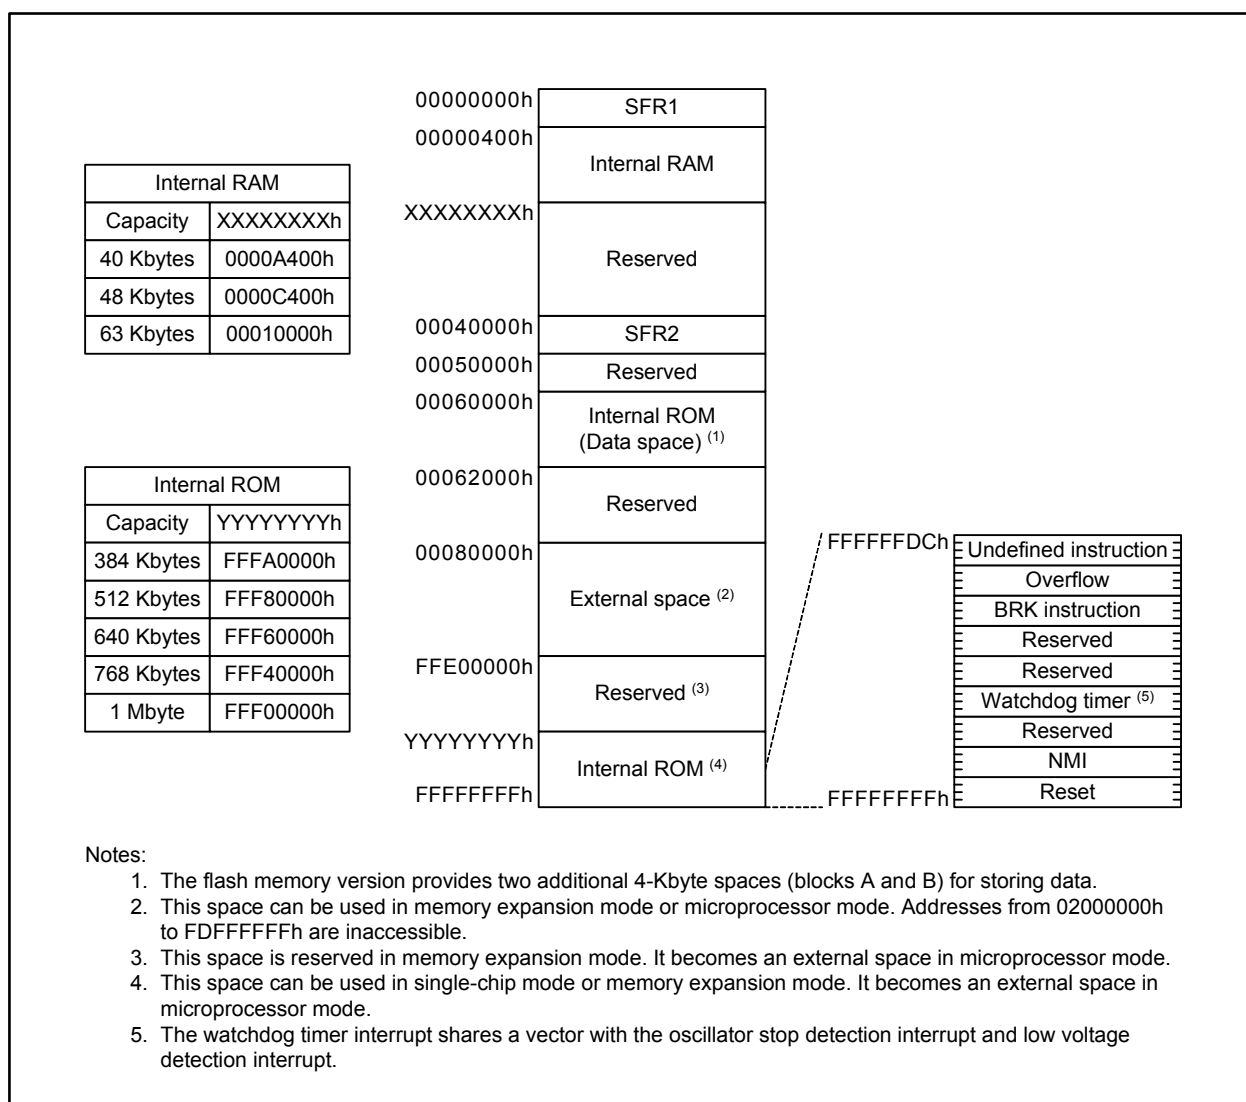 00000000h
SFR1
00000400h
Internal RAM
XXXXXXXXh
Reserved
00040000h
SFR2
00050000h
Reserved
00060000h
Internal ROM
(Data space) (1)
00062000h
Reserved
00080000h
External space (2)
FFE00000h
Reserved (3)
YYYYYYYYh
Internal ROM (4)
FFFFFFFFh
Internal RAM
Capacity XXXXXXXXh
40 Kbytes 0000A400h
48 Kbytes 0000C400h
63 Kbytes 00010000h
Internal ROM
Capacity YYYYYYYYh
384 Kbytes FFFA0000h
512 Kbytes FFF80000h
640 Kbytes FFF60000h
768 Kbytes FFF40000h
1 Mbyte FFF00000h
FFFFFFDCh
Undefined instruction
Overflow
BRK instruction
Reserved
Reserved
Watchdog timer (5)
Reserved
NMI
Reset
FFFFFFFFh
Notes:
1. The flash memory version provides two additional 4-Kbyte spaces (blocks A and B) for storing data.
2. This space can be used in memory expansion mode or microprocessor mode. Addresses from 02000000h
to FDFFFFFFh are inaccessible.
3. This space is reserved in memory expansion mode. It becomes an external space in microprocessor mode.
4. This space can be used in single-chip mode or memory expansion mode. It becomes an external space in
microprocessor mode.
5. The watchdog timer interrupt shares a vector with the oscillator stop detection interrupt and low voltage
detection interrupt.